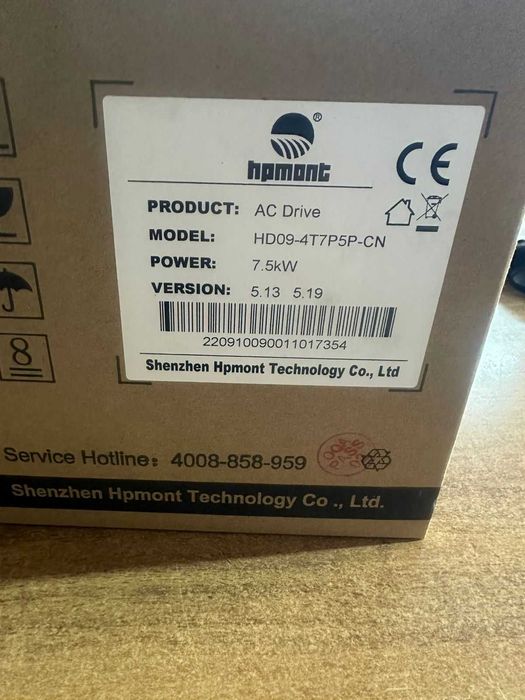 ®
hpmont
CE
PRODUCT: AC Drive
MODEL: HD09-4T7P5P-CN
POWER: 7.5kW
VERSION: 5.13 5.19
220910090011017354
Shenzhen Hpmont Technology Co., Ltd
8
Service Hotline: 4008-858-959
Shenzhen Hpmont Technology Co ., Ltd.